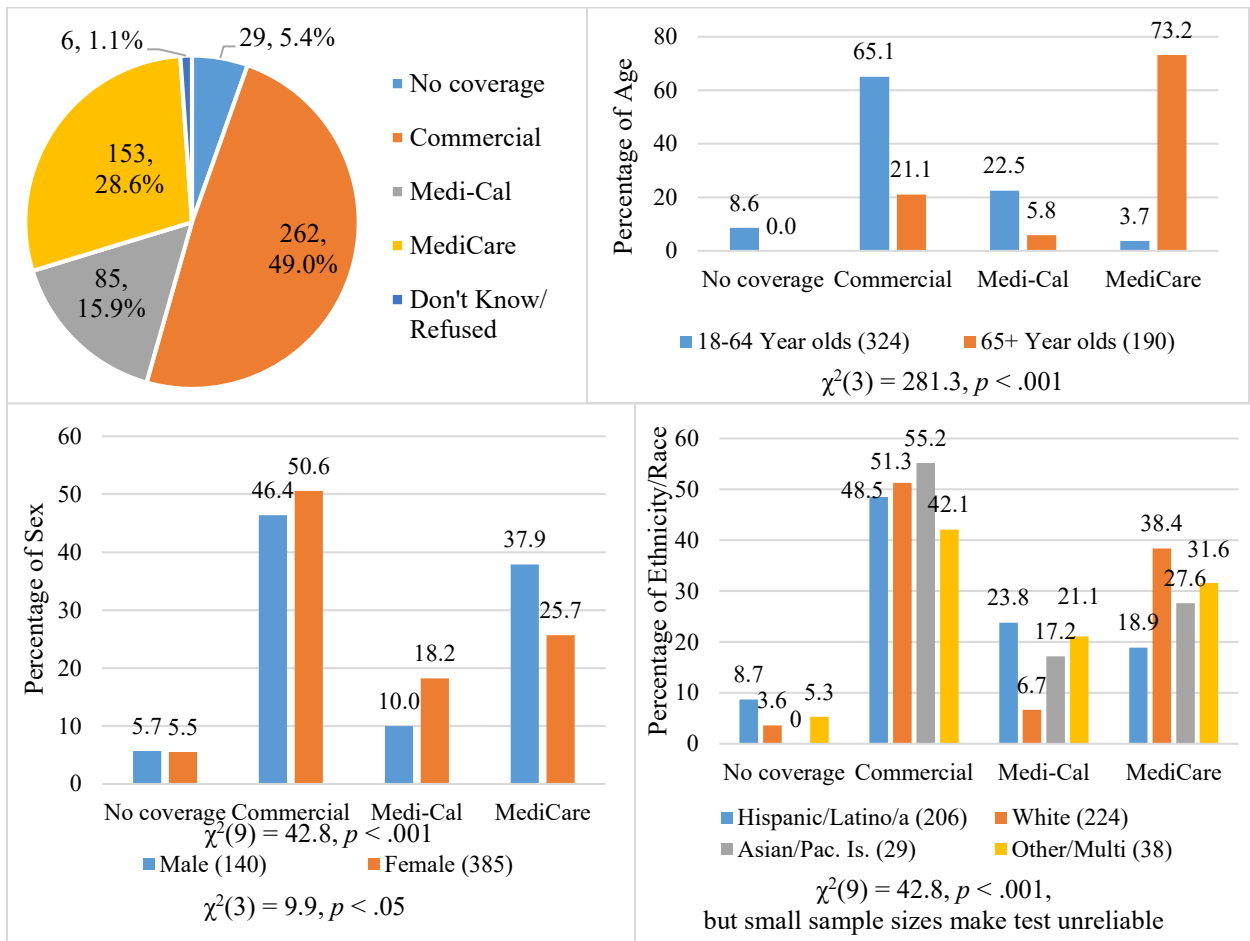 6, 1.1%
29, 5.4%
153,
28.6%
262,
49.0%
85,
15.9%
No coverage
Commercial
Medi-Cal
MediCare
Don't Know/
Refused
Percentage of Age
80
60
40
20
0
8.6
0.0
65.1
21.1
22.5
5.8
3.7
73.2
No coverage Commercial Medi-Cal MediCare
18-64 Year olds (324) 65+ Year olds (190)
χ²(3) = 281.3, p < .001
Percentage of Sex
60
50
40
30
20
10
0
5.7
5.5
46.4
50.6
10.0
18.2
37.9
25.7
No coverage Commercial Medi-Cal MediCare
χ²(9) = 42.8, p < .001
Male (140) Female (385)
χ²(3) = 9.9, p < .05
Percentage of Ethnicity/Race
60
50
40
30
20
10
0
8.7
3.6
0
5.3
48.5
51.3
55.2
42.1
23.8
6.7
17.2
21.1
18.9
38.4
27.6
31.6
No coverage Commercial Medi-Cal MediCare
Hispanic/Latino/a (206) White (224)
Asian/Pac. Is. (29) Other/Multi (38)
χ²(9) = 42.8, p < .001,
but small sample sizes make test unreliable